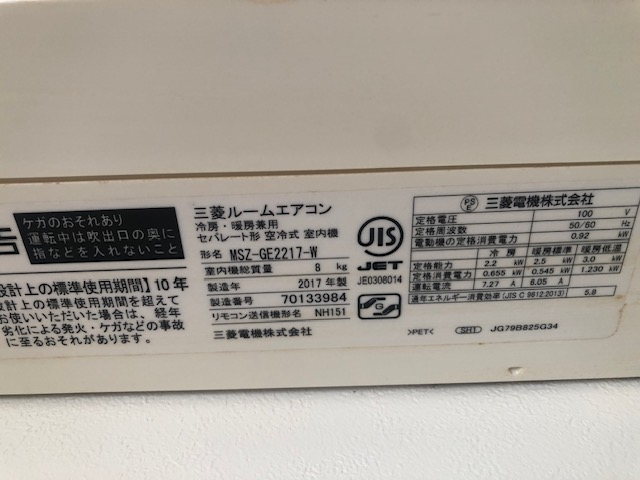 告
ケガのおそれあり
運転中は吹出口の奥に
指などを入れないこと
設計上の標準使用期間】10年
設計上の標準使用期間を超えて
お使いいただいた場合は、経年
劣化による発火・ケガなどの事故
に至るおそれがあります。
三菱ルームエアコン
冷房・暖房兼用
セパレート形 空冷式 室内機
形名 MSZ-GE2217-W
室内機総質量 8 kg
製造年 2017 年製
製造番号 70133984
リモコン送信機形名 NH151
三菱電機株式会社
JIS
JET
JE0308014
PS
E
三菱電機株式会社
定格電圧 100 V
定格周波数 50/60 Hz
電動機の定格消費電力 0.92 kW
冷房 暖房標準 暖房低温
定格能力 2.2 kW 2.5 kW 3.0 kW
定格消費電力 0.655 kW 0.545 kW 1.230 kW
運転電流 7.27 A 6.05 A
通年エネルギー消費効率(JIS C 9612:2013) 5.8
>PET< SH1 JG79B825G34